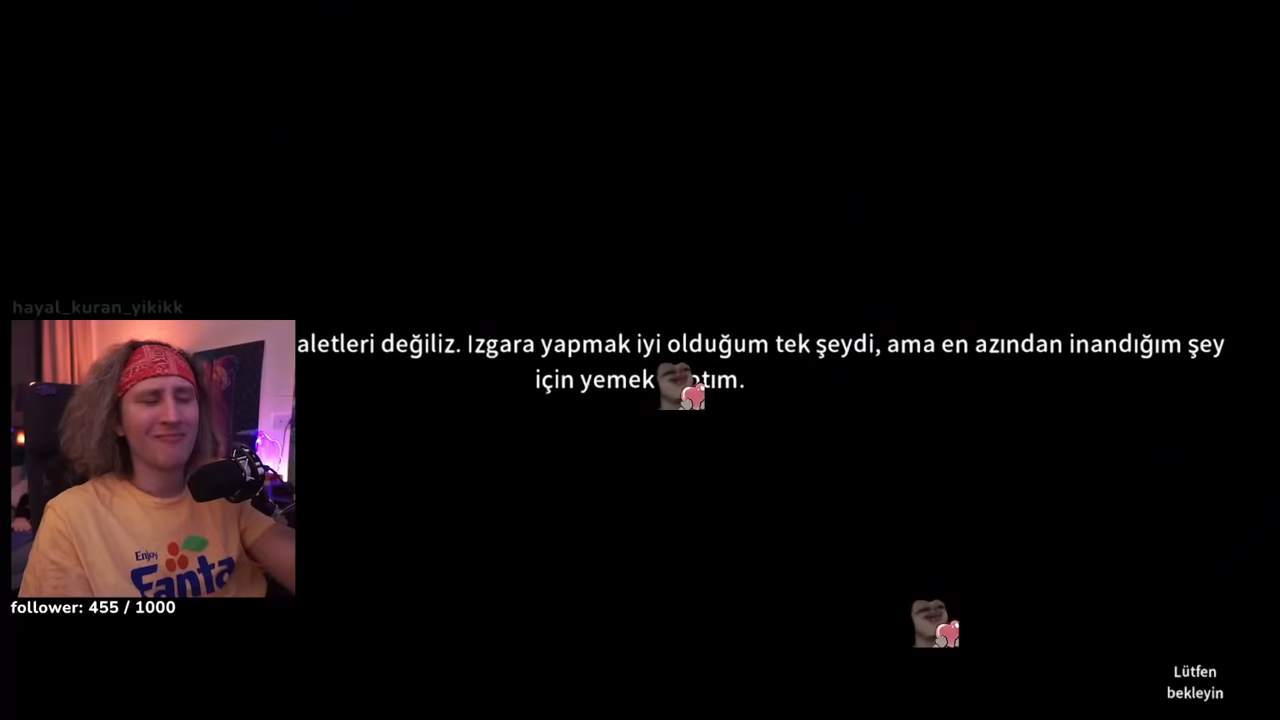 hayal_kuran_yikikk
aletleri değiliz. Izgara yapmak iyi olduğum tek şeydi, ama en azından inandığım şey
için yemek
Enjoy
Fanta
follower: 455 / 1000
Lütfen
bekleyin